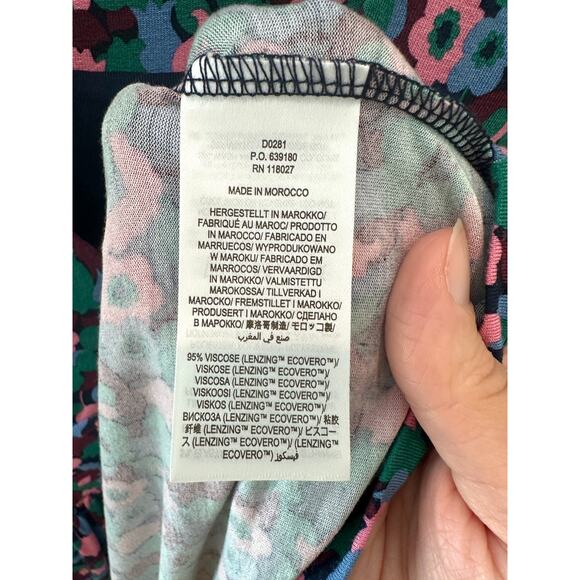 D0281
P.O. 639180
RN 118027
MADE IN MOROCCO
HERGESTELLT IN MAROKKO/
FABRIQUÉ AU MAROC/ PRODOTTO
IN MAROCCO/ FABRICADO EN
MARRUECOS/ WYPRODUKOWANO
W MAROKU/ FABRICADO EM
MARROCOS/ VERVAARDIGD
IN MAROKKO/ VALMISTETTU
MAROKOSSA/ TILLVERKAD I
MAROCKO/ FREMSTILLET I MAROKKO/
PRODUSERT I MAROKKO/ СДЕЛАНО
В МАРОККО/ 摩洛哥制造/ モロッコ製/
صنع في المغرب
95% VISCOSE (LENZING™ ECOVERO™)/
VISKOSE (LENZING™ ECOVERO™)/
VISCOSA (LENZING™ ECOVERO™)/
VISKOOSI (LENZING™ ECOVERO™)/
VISKOS (LENZING™ ECOVERO™)/
ВИСКОЗА (LENZING™ ECOVERO™)/ 粘胶
纤维 (LENZING™ ECOVERO™)/ ビスコー
ス (LENZING™ ECOVERO™)/ (LENZING™
ECOVERO™) فيسكوز